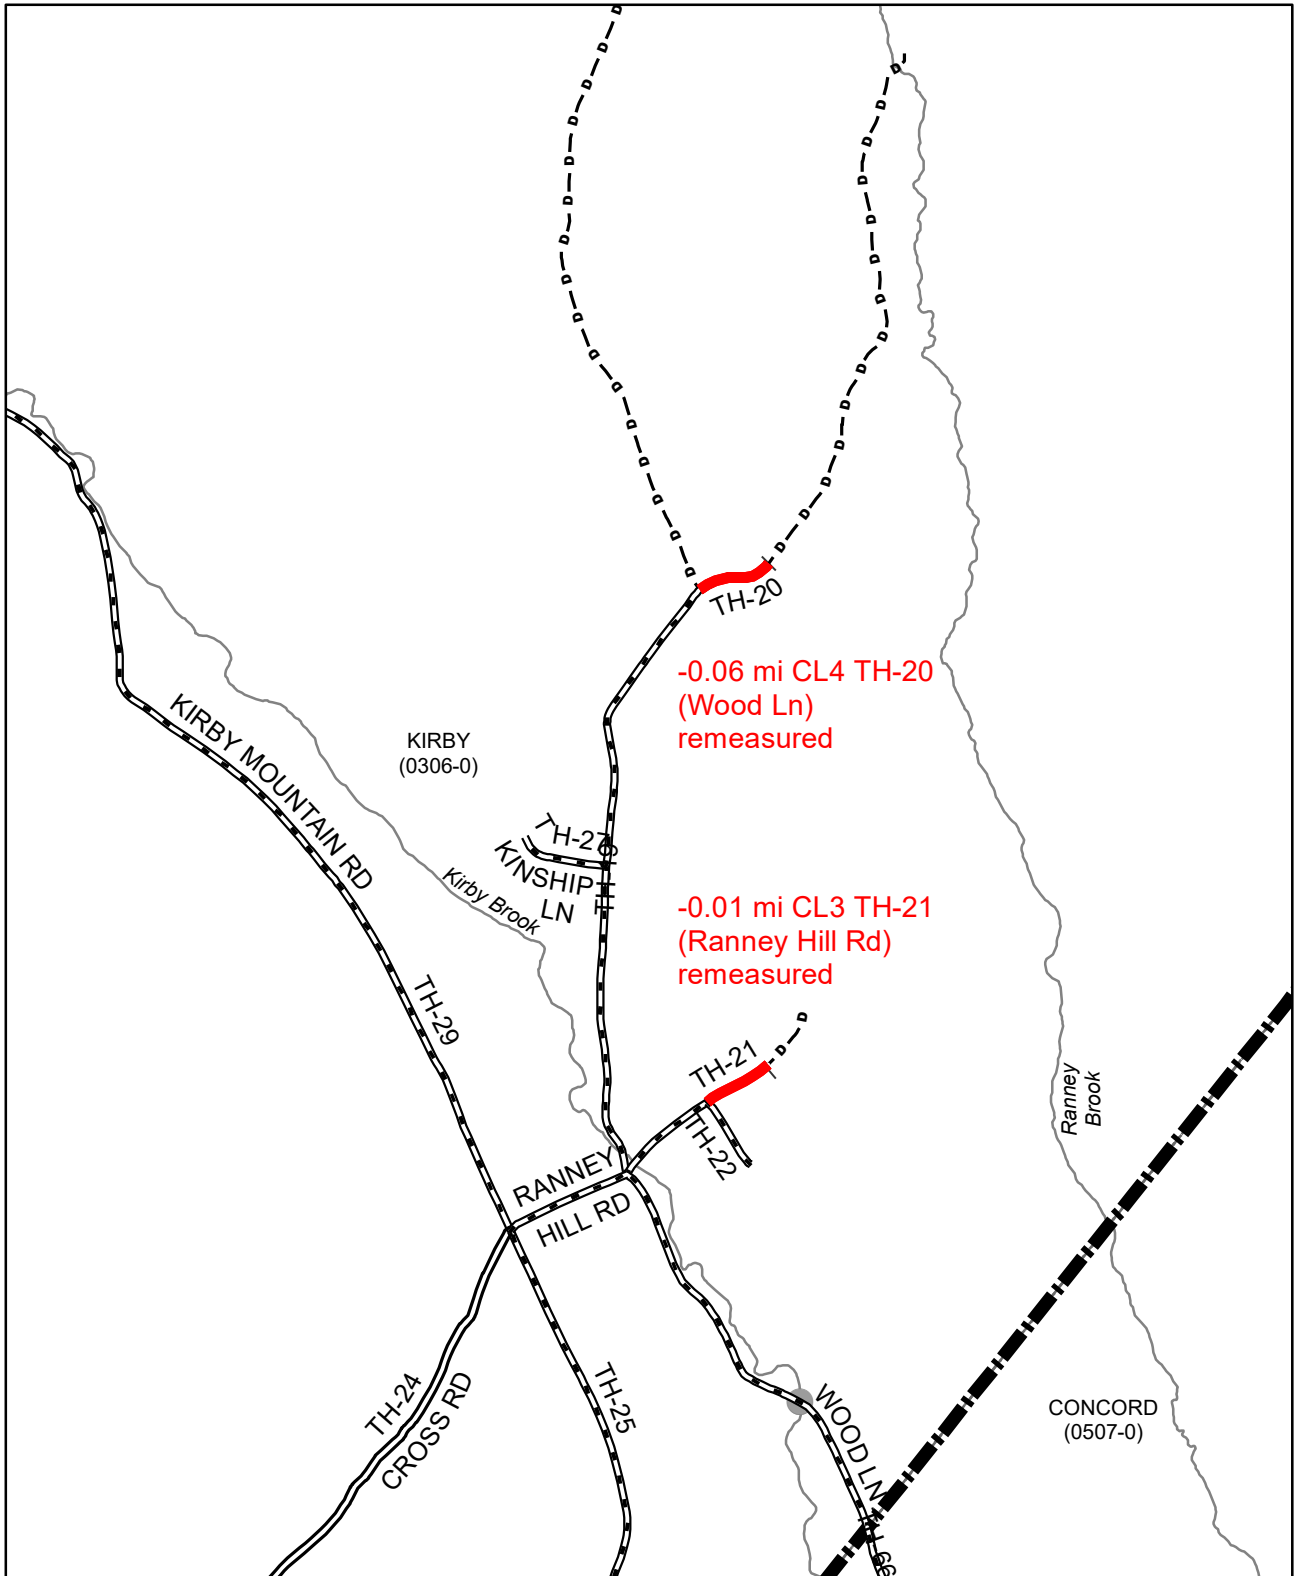 TH-20
-0.06 mi CL4 TH-20
(Wood Ln)
remeasured
KIRBY
(0306-0)
KIRBY MOUNTAIN RD
TH-27
KINSHIP
LN
Kirby Brook
-0.01 mi CL3 TH-21
(Ranney Hill Rd)
remeasured
TH-29
TH-21
TH-22
Ranney
Brook
RANNEY
HILL RD
TH-24
CROSS RD
TH-25
WOOD LN
CONCORD
(0507-0)